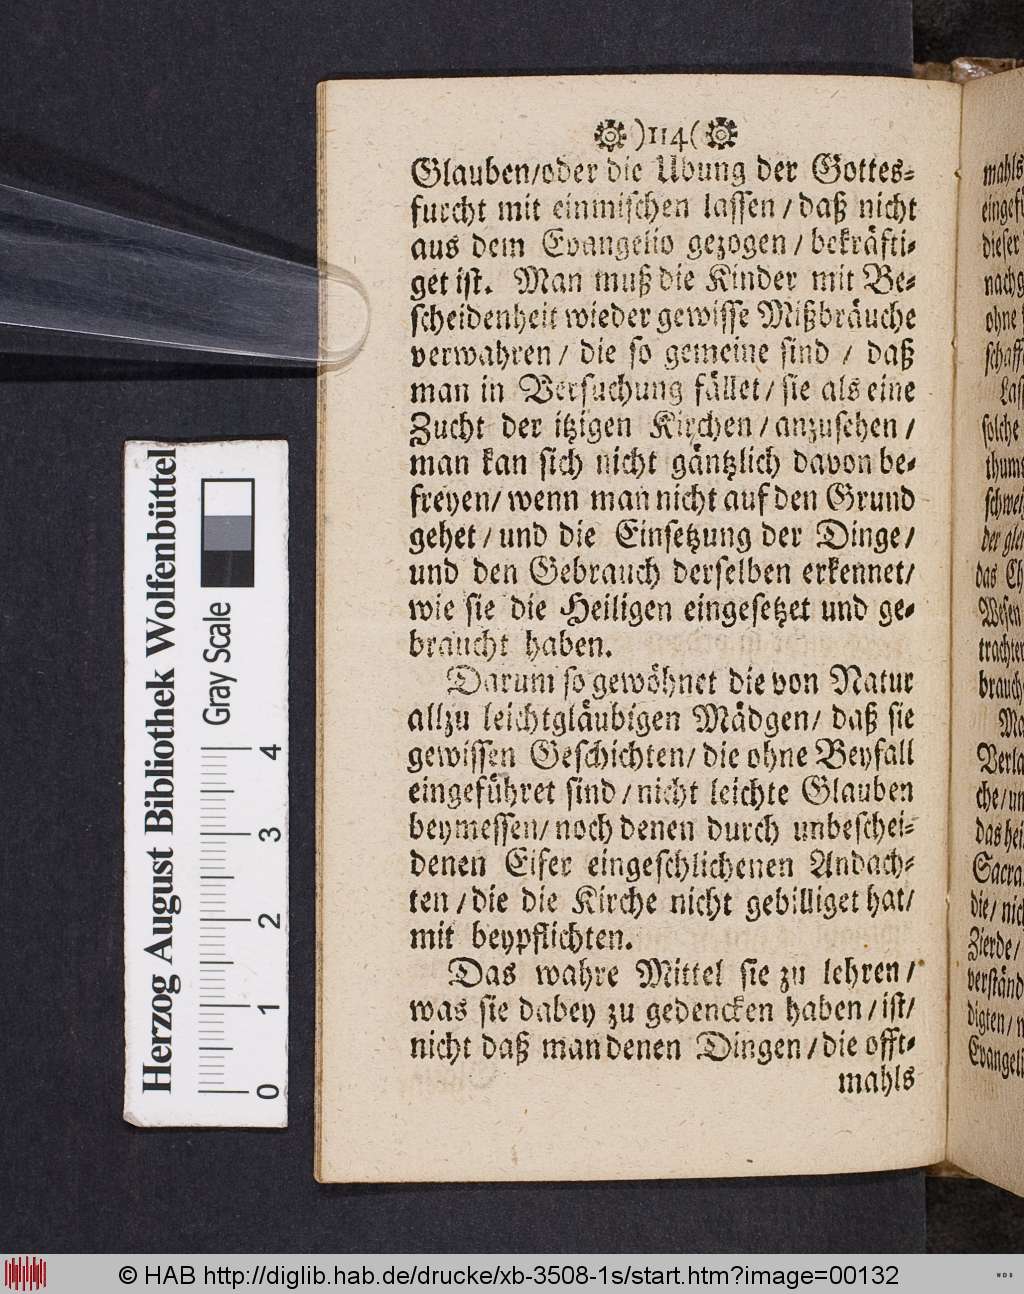 )114(
Glauben/oder die Ubung der Gottes-
furcht mit einmischen lassen / daß nicht
aus dem Evangelio gezogen / bekräfti-
get ist. Man muß die Kinder mit Be-
scheidenheit wieder gewisse Mißbräuche
verwahren / die so gemeine sind / daß
man in Versuchung fället / sie als eine
Zucht der itzigen Kirchen / anzusehen /
man kan sich nicht gäntzlich davon be-
freyen/ wenn man nicht auf den Grund
gehet / und die Einsetzung der Dinge/
und den Gebrauch derselben erkennet/
wie sie die Heiligen eingesetzet und ge-
braucht haben.
Darum so gewöhnet die von Natur
allzu leichtgläubigen Mädgen/ daß sie
gewissen Geschichten/ die ohne Beyfall
eingeführet sind / nicht leichte Glauben
beymessen/ noch denen durch unbeschei-
denen Eifer eingeschlichenen Andach-
ten / die die Kirche nicht gebilliget hat/
mit beypflichten.
Das wahre Mittel sie zu lehren /
was sie dabey zu gedencken haben / ist/
nicht daß man denen Dingen / die offt-
mahls
mahls
dieser
solche
das Ch
Wesen
Herzog August Bibliothek Wolfenbüttel
Gray Scale
0 1 2 3 4
© HAB http://diglib.hab.de/drucke/xb-3508-1s/start.htm?image=00132